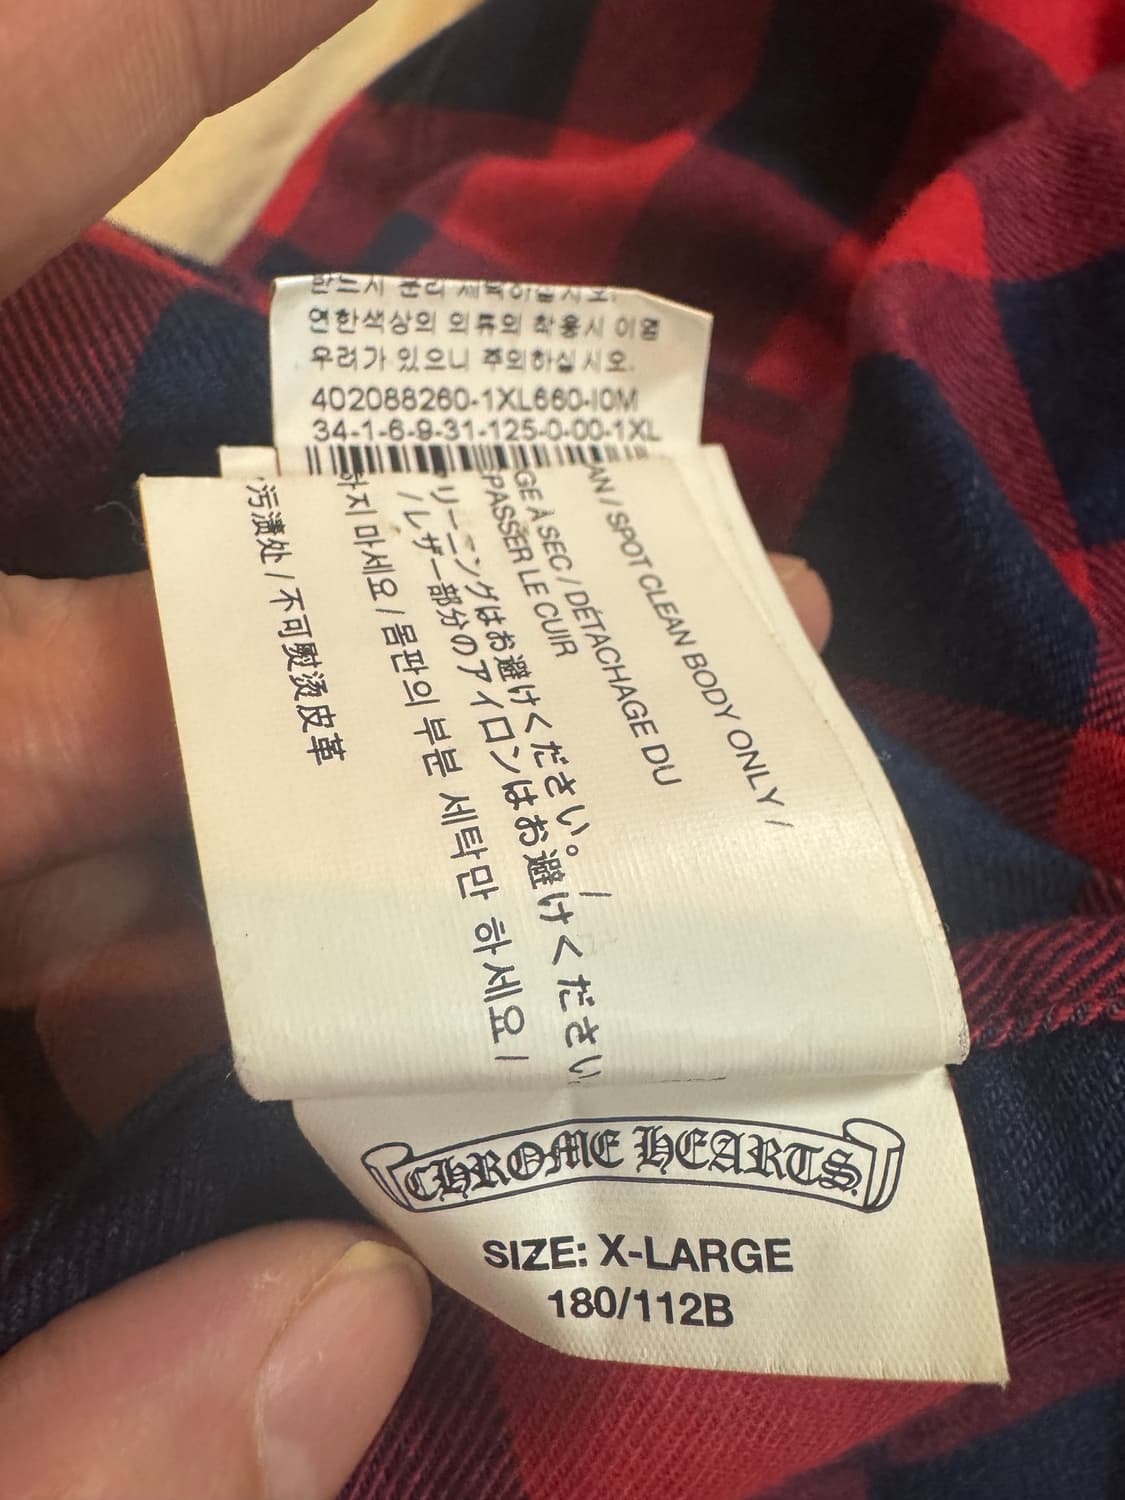 연한색상의 의류의 착용시 이염
우려가 있으니 주의하십시오.
402088260-1XL660-I0M
34-1-6-9-31-125-0-00-1XL
AN / SPOT CLEAN BODY ONLY /
GE À SEC / DÉTACHAGE DU
EPASSER LE CUIR
リーニングはお避けください。 /
/レザー部分のアイロンはお避けください
하지 마세요 / 몸판의 부분 세탁만 하세요 /
污渍处 / 不可熨烫皮革
CHROME HEARTS
SIZE: X-LARGE
180/112B